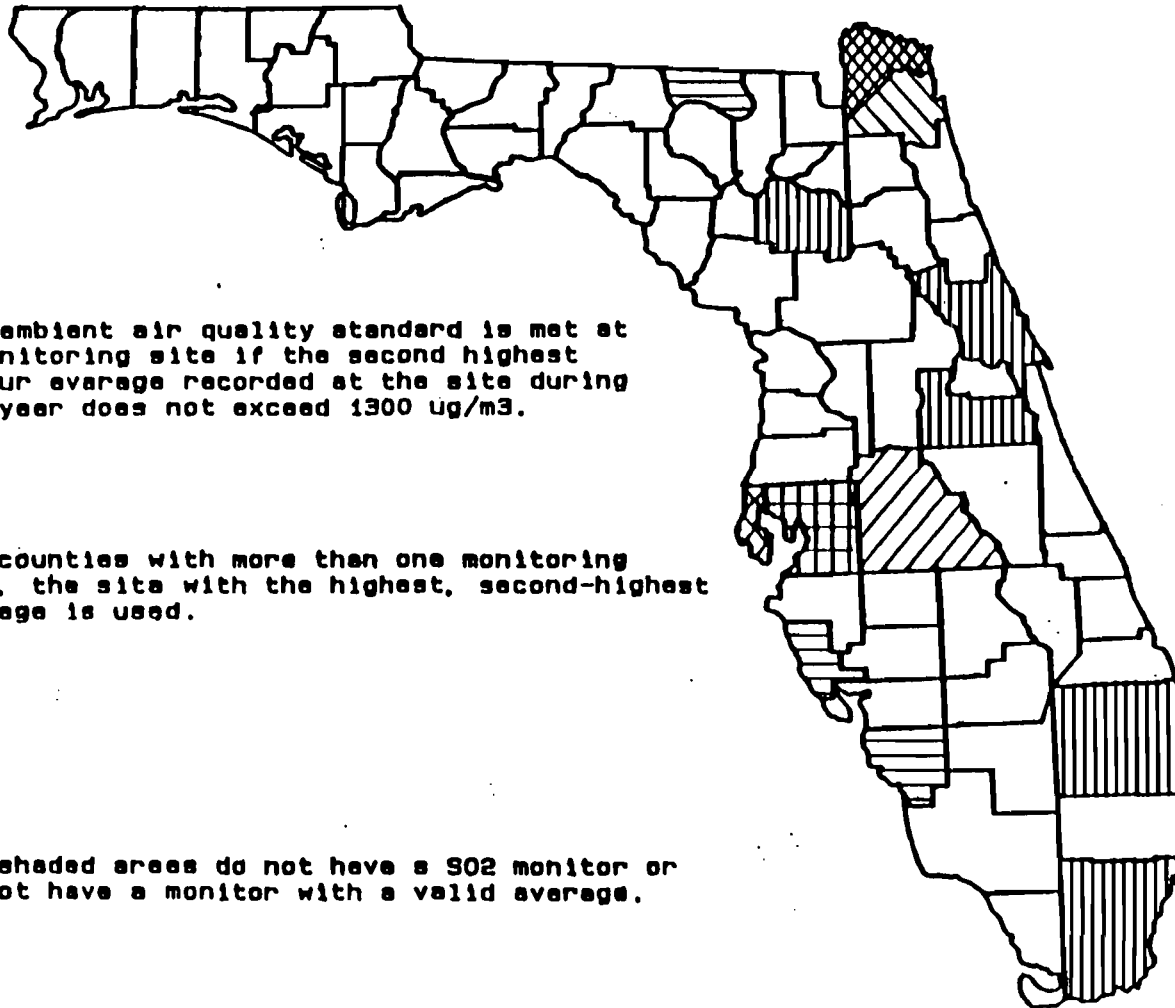 ambient air quality standard is met at
nitoring site if the second highest
ur average recorded at the site during
year does not exceed 1300 ug/m3.
counties with more than one monitoring
, the site with the highest, second-highest
age is used.
shaded areas do not have a SO2 monitor or
ot have a monitor with a valid average.